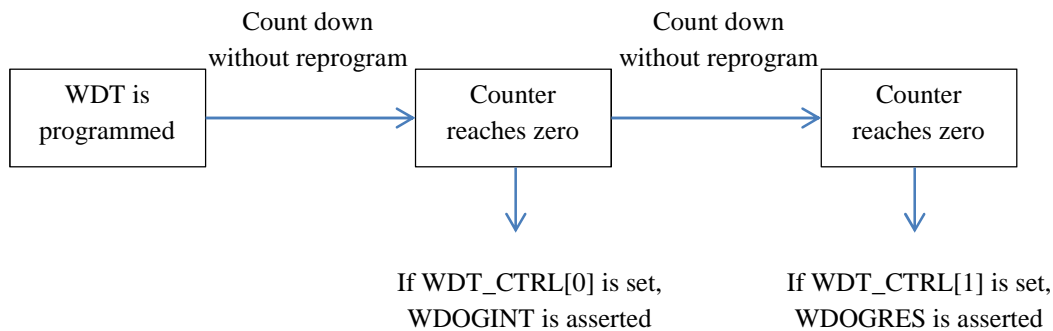 Count down
without reprogram
Count down
without reprogram
WDT is
programmed
Counter
reaches zero
Counter
reaches zero
If WDT_CTRL[0] is set,
WDOGINT is asserted
If WDT_CTRL[1] is set,
WDOGRES is asserted